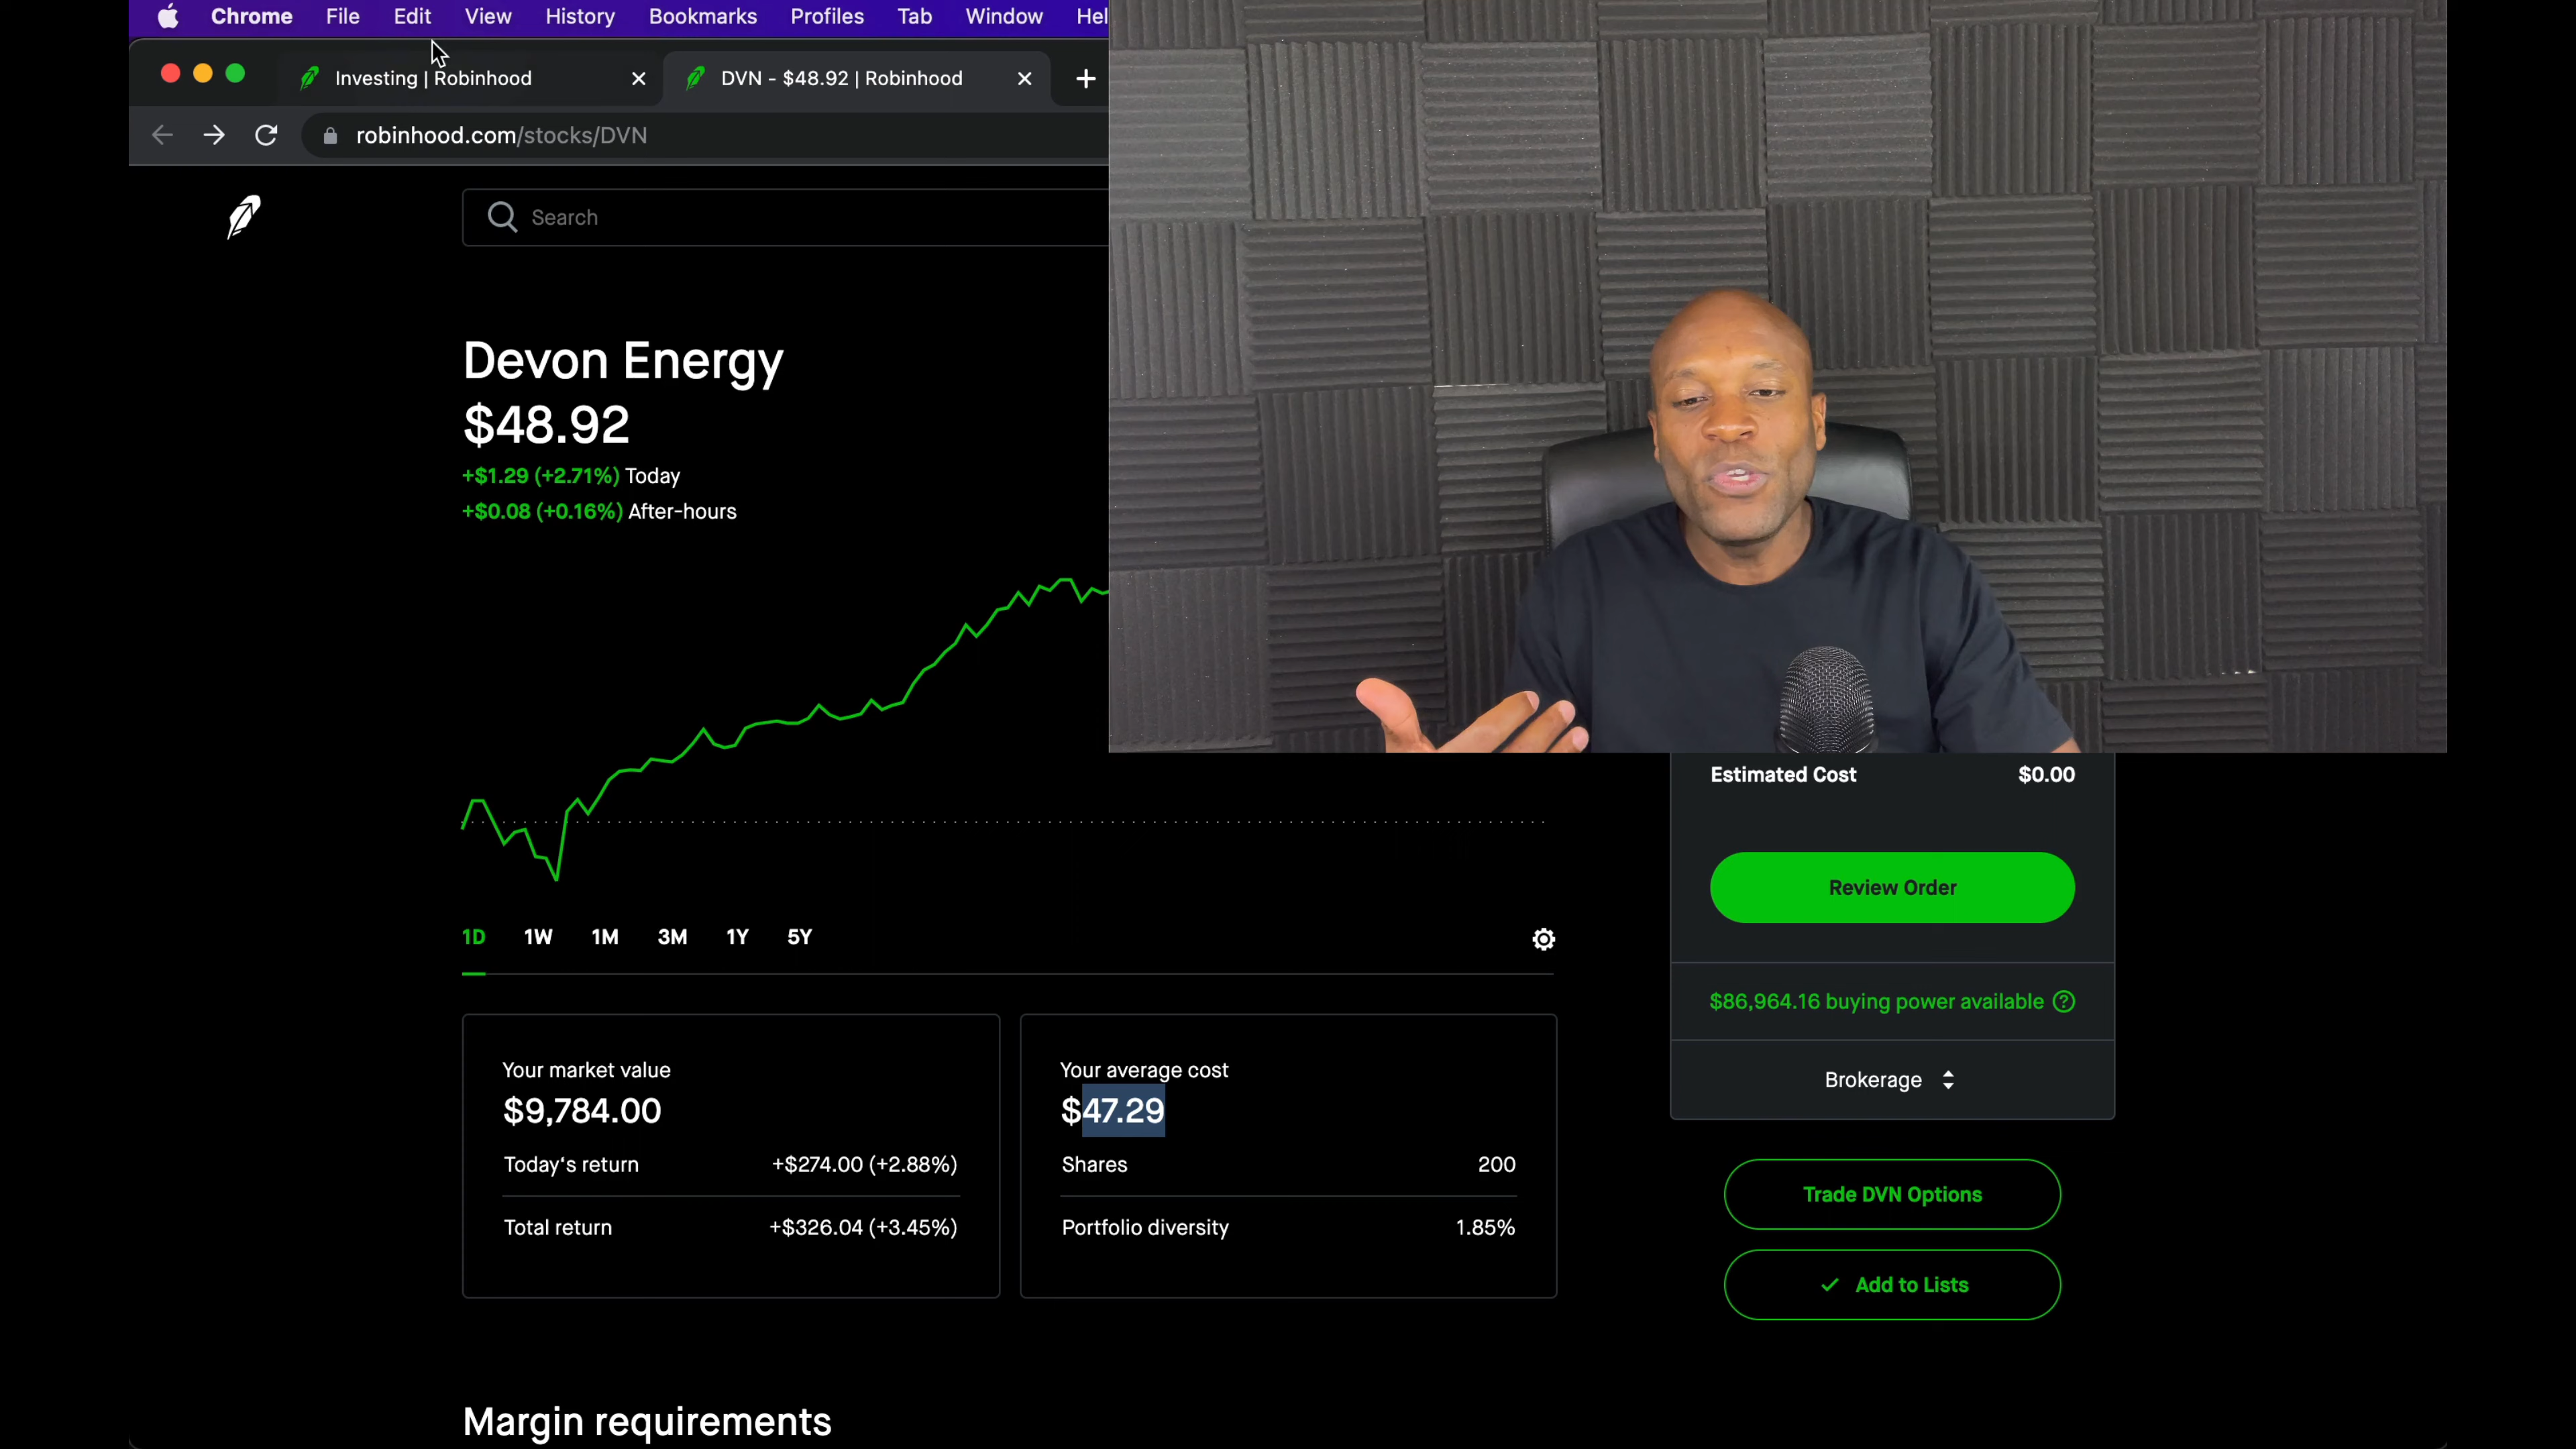 Chrome File Edit View History Bookmarks Profiles Tab Window Hel
Investing | Robinhood
DVN - $48.92 | Robinhood
robinhood.com/stocks/DVN
Search
Devon Energy
$48.92
+$1.29 (+2.71%) Today
+$0.08 (+0.16%) After-hours
1D 1W 1M 3M 1Y 5Y
Your market value
$9,784.00
Today's return +$274.00 (+2.88%)
Total return +$326.04 (+3.45%)
Your average cost
$47.29
Shares 200
Portfolio diversity 1.85%
Estimated Cost $0.00
Review Order
$86,964.16 buying power available
Brokerage
Trade DVN Options
Add to Lists
Margin requirements